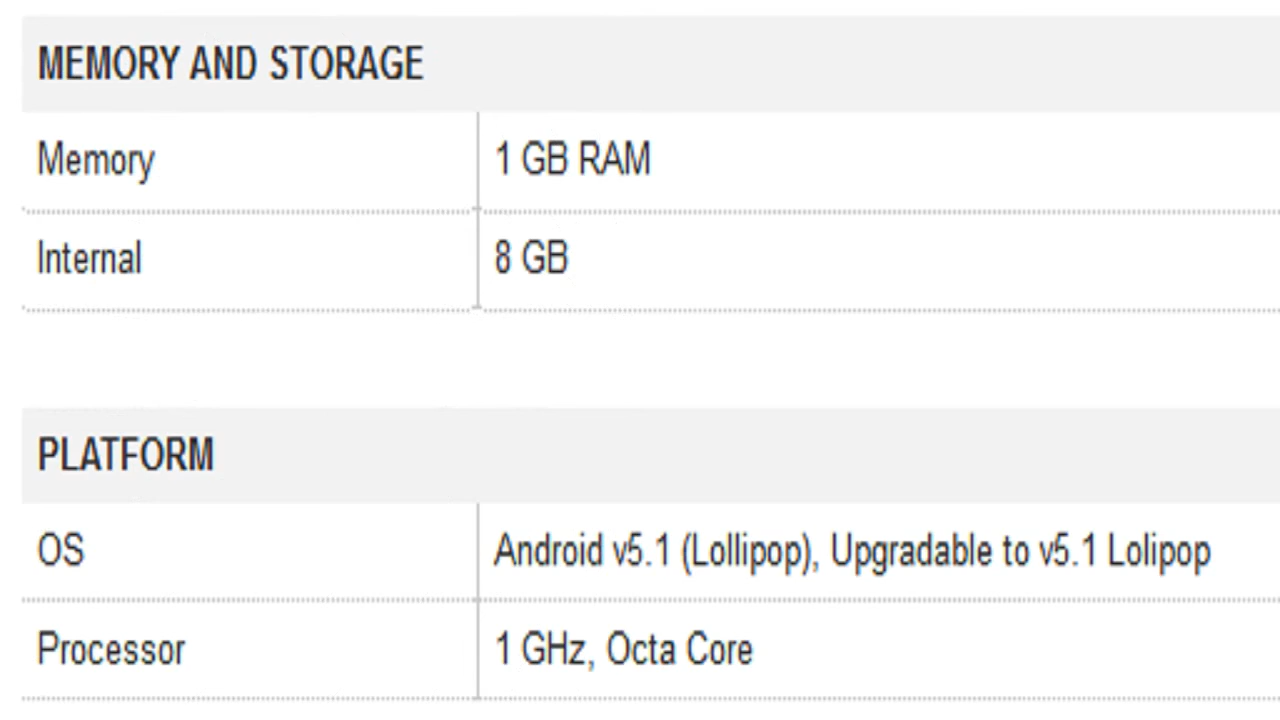 MEMORY AND STORAGE
Memory 1 GB RAM
Internal 8 GB
PLATFORM
OS Android v5.1 (Lollipop), Upgradable to v5.1 Lolipop
Processor 1 GHz, Octa Core